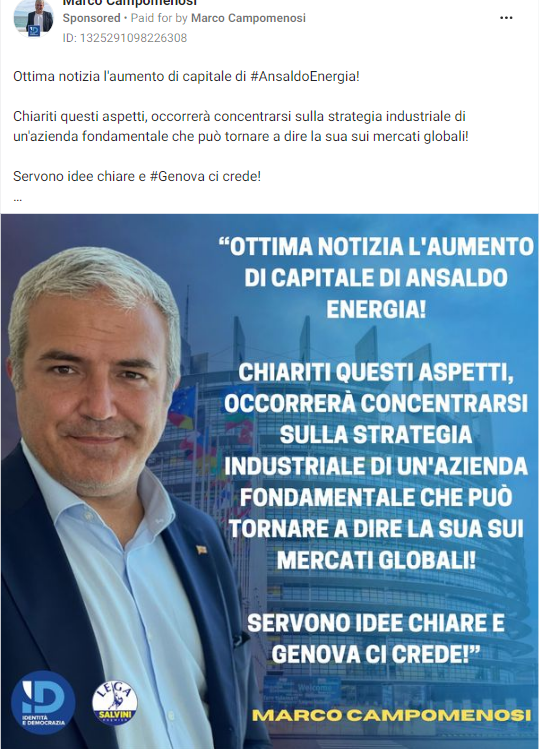 Marco Campomenosi
Sponsored • Paid for by Marco Campomenosi
ID: 1325291098226308
Ottima notizia l'aumento di capitale di #AnsaldoEnergia!
Chiariti questi aspetti, occorrerà concentrarsi sulla strategia industriale di
un'azienda fondamentale che può tornare a dire la sua sui mercati globali!
Servono idee chiare e #Genova ci crede!
...
“OTTIMA NOTIZIA L'AUMENTO
DI CAPITALE DI ANSALDO
ENERGIA!
CHIARITI QUESTI ASPETTI,
OCCORRERÀ CONCENTRARSI
SULLA STRATEGIA
INDUSTRIALE DI UN'AZIENDA
FONDAMENTALE CHE PUÒ
TORNARE A DIRE LA SUA SUI
MERCATI GLOBALI!
SERVONO IDEE CHIARE E
GENOVA CI CREDE!”
ID
IDENTITÀ
E DEMOCRAZIA
LEGA
SALVINI
PREMIER
MARCO CAMPOMENOSI